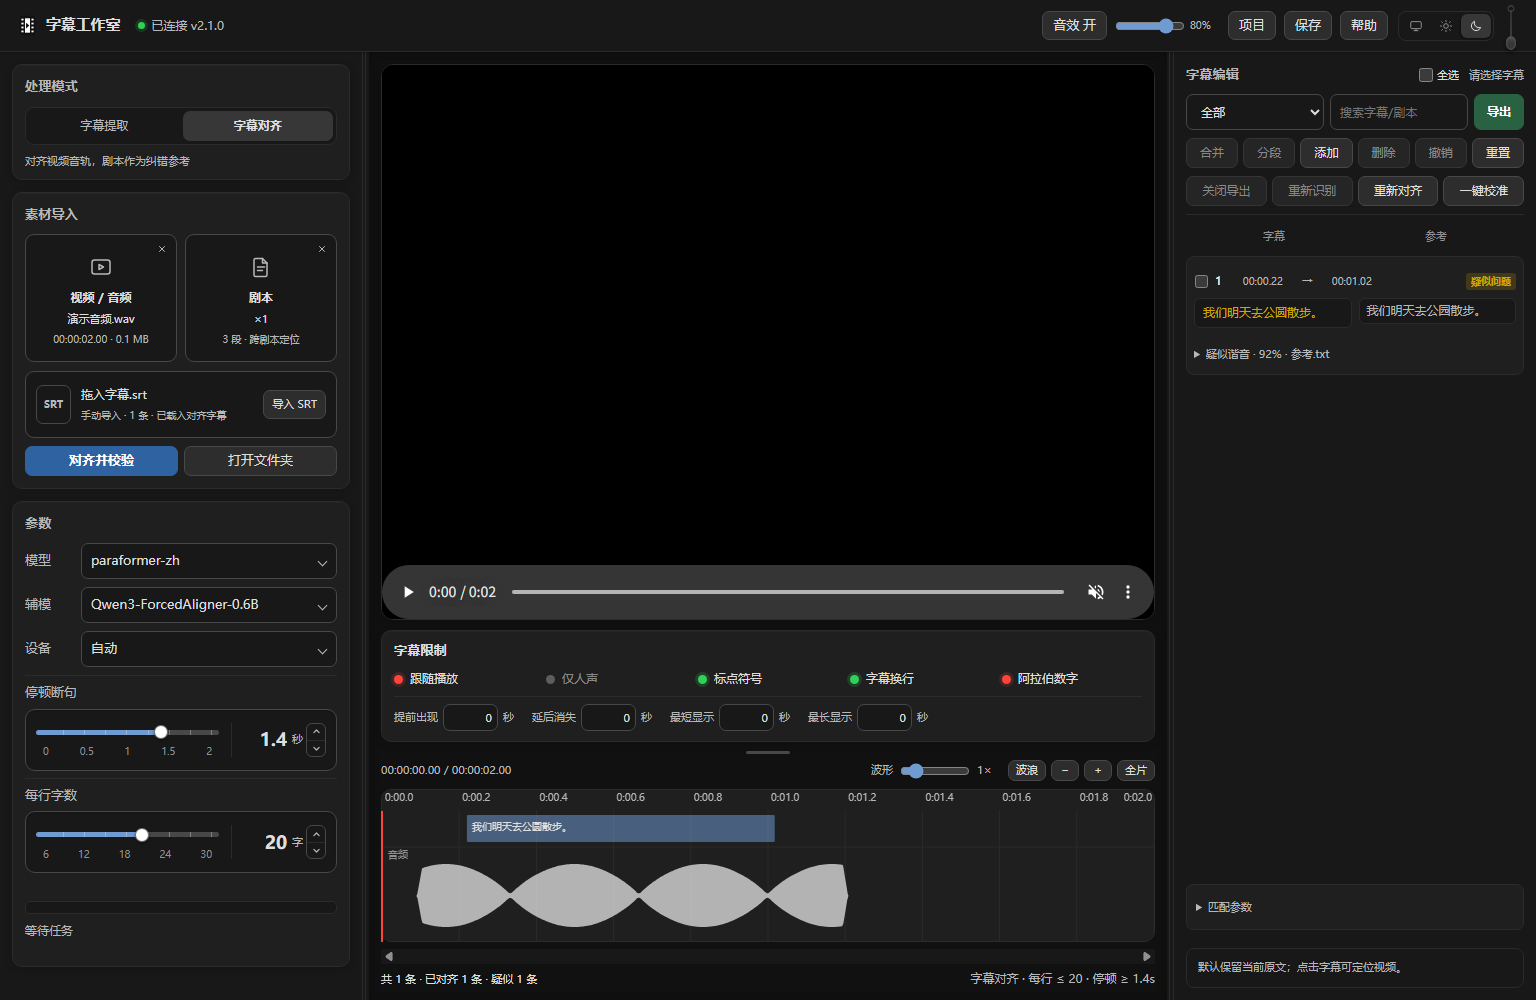 字幕工作室 已连接 v2.1.0 音效 开 80% 项目 保存 帮助
处理模式
字幕提取 字幕对齐
对齐视频音轨，剧本作为纠错参考
素材导入
× ×
视频 / 音频 剧本
演示音频.wav ×1
00:00:02.00 · 0.1 MB 3 段 · 跨剧本定位
SRT 拖入字幕.srt 导入 SRT
手动导入 · 1 条 · 已载入对齐字幕
对齐并校验 打开文件夹
参数
模型 paraformer-zh
辅模 Qwen3-ForcedAligner-0.6B
设备 自动
停顿断句
1.4 秒
0 0.5 1 1.5 2
每行字数
20 字
6 12 18 24 30
等待任务
0:00 / 0:02
字幕限制
跟随播放 仅人声 标点符号 字幕换行 阿拉伯数字
提前出现 0 秒 延后消失 0 秒 最短显示 0 秒 最长显示 0 秒
00:00:00.00 / 00:00:02.00 波形 1× 波浪 − + 全片
0:00.0 0:00.2 0:00.4 0:00.6 0:00.8 0:01.0 0:01.2 0:01.4 0:01.6 0:01.8 0:02.0
我们明天去公圆散步。
音频
共 1 条 · 已对齐 1 条 · 疑似 1 条 字幕对齐 · 每行 ≤ 20 · 停顿 ≥ 1.4s
字幕编辑 全选 请选择字幕
全部 搜索字幕/剧本 导出
合并 分段 添加 删除 撤销 重置
关闭导出 重新识别 重新对齐 一键校准
字幕 参考
1 00:00.22 → 00:01.02 疑似问题
我们明天去公圆散步。 我们明天去公园散步。
疑似谐音 · 92% · 参考.txt
匹配参数
默认保留当前原文；点击字幕可定位视频。